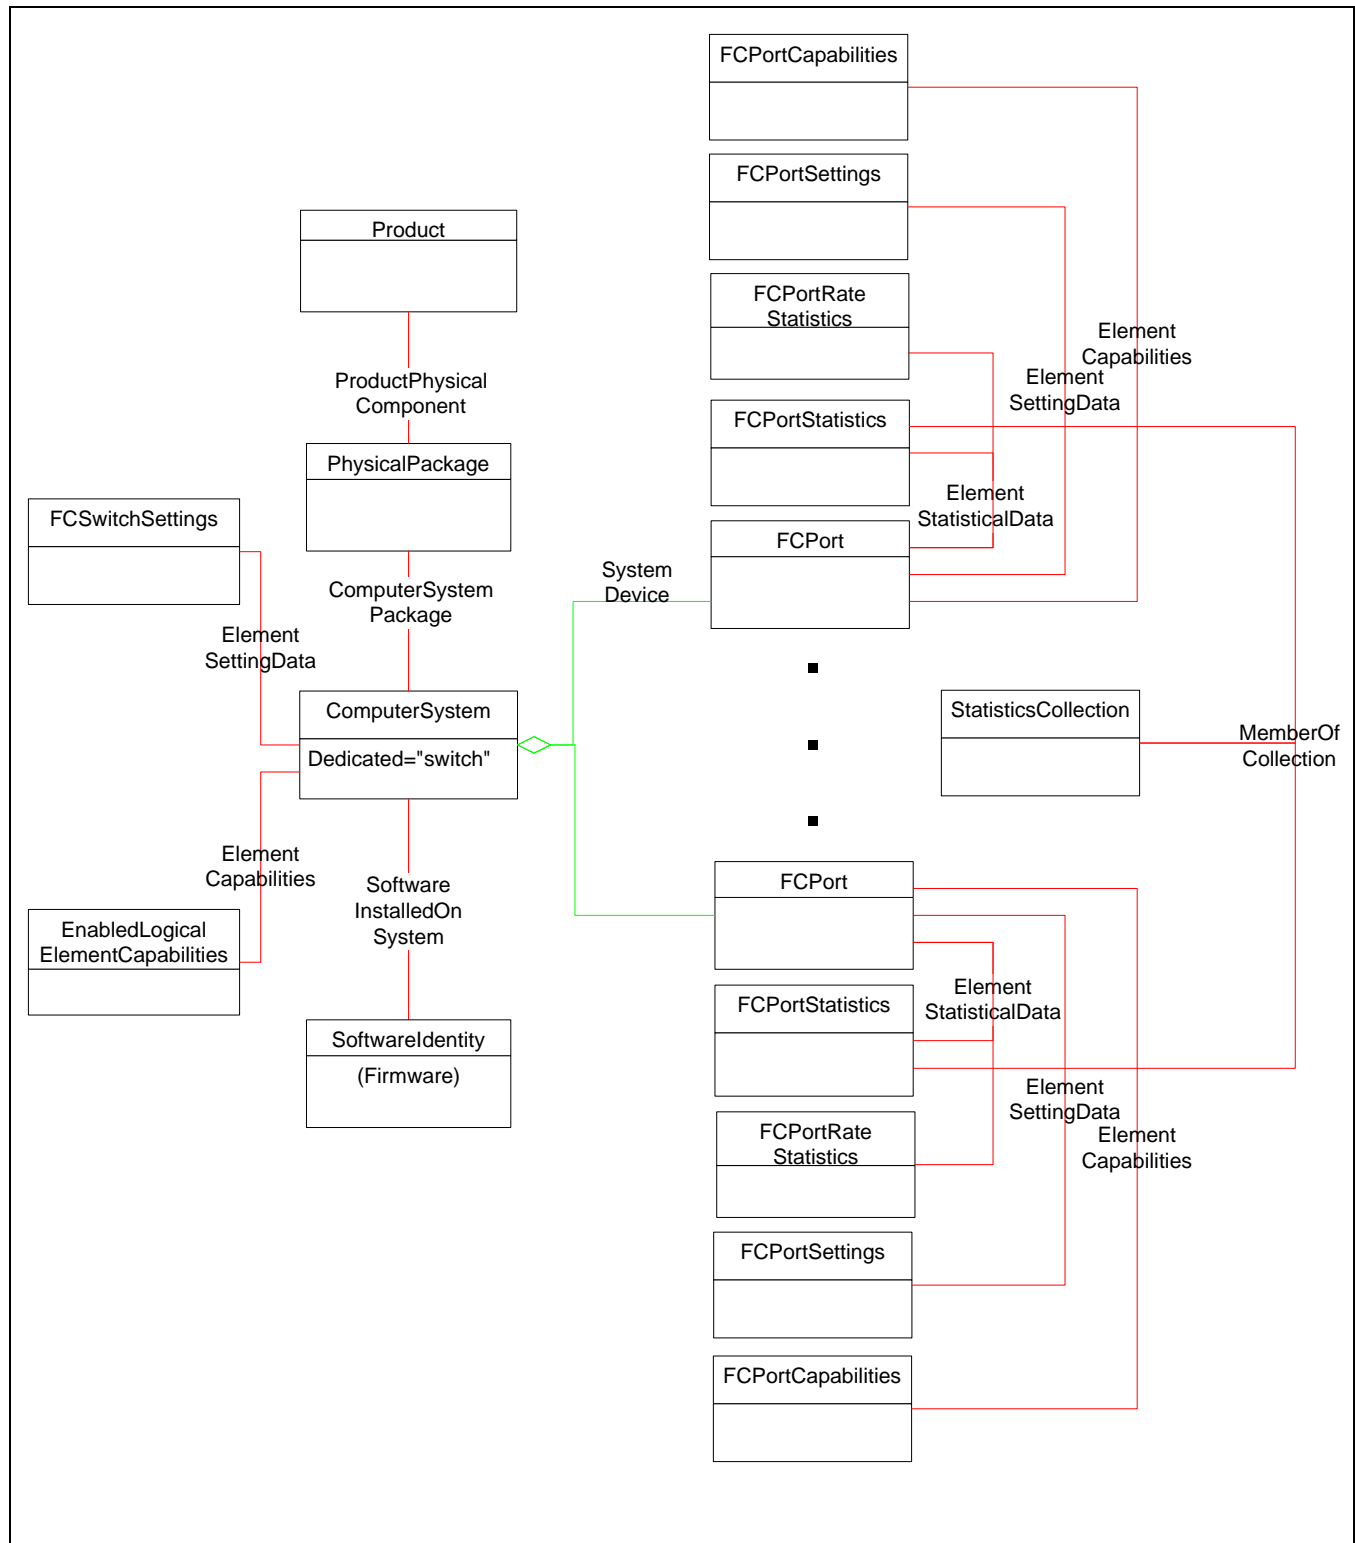 FCPortCapabilities
FCPortSettings
Product
FCPortRate
Statistics
Element
Capabilities
ProductPhysical
Component
Element
SettingData
FCPortStatistics
PhysicalPackage
Element
StatisticalData
FCSwitchSettings
FCPort
System
Device
ComputerSystem
Package
Element
SettingData
ComputerSystem
Dedicated="switch"
StatisticsCollection
MemberOf
Collection
Element
Capabilities
Software
InstalledOn
System
FCPort
EnabledLogical
ElementCapabilities
Element
StatisticalData
FCPortStatistics
SoftwareIdentity
(Firmware)
Element
SettingData
FCPortRate
Statistics
Element
Capabilities
FCPortSettings
FCPortCapabilities